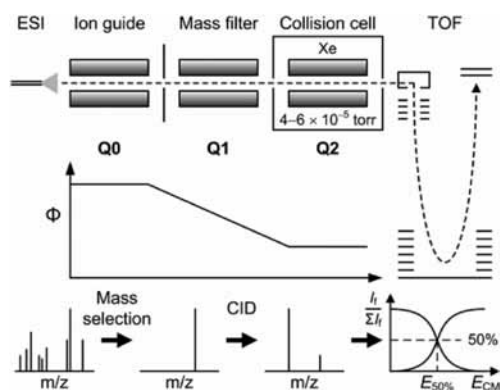 ESI Ion guide Mass filter Collision cell TOF
Xe
4–6 × 10⁻⁵ torr
Q0 Q1 Q2
Φ
Mass selection
CID
m/z m/z m/z
I_f / ΣI_f
50%
E_50% E_CM